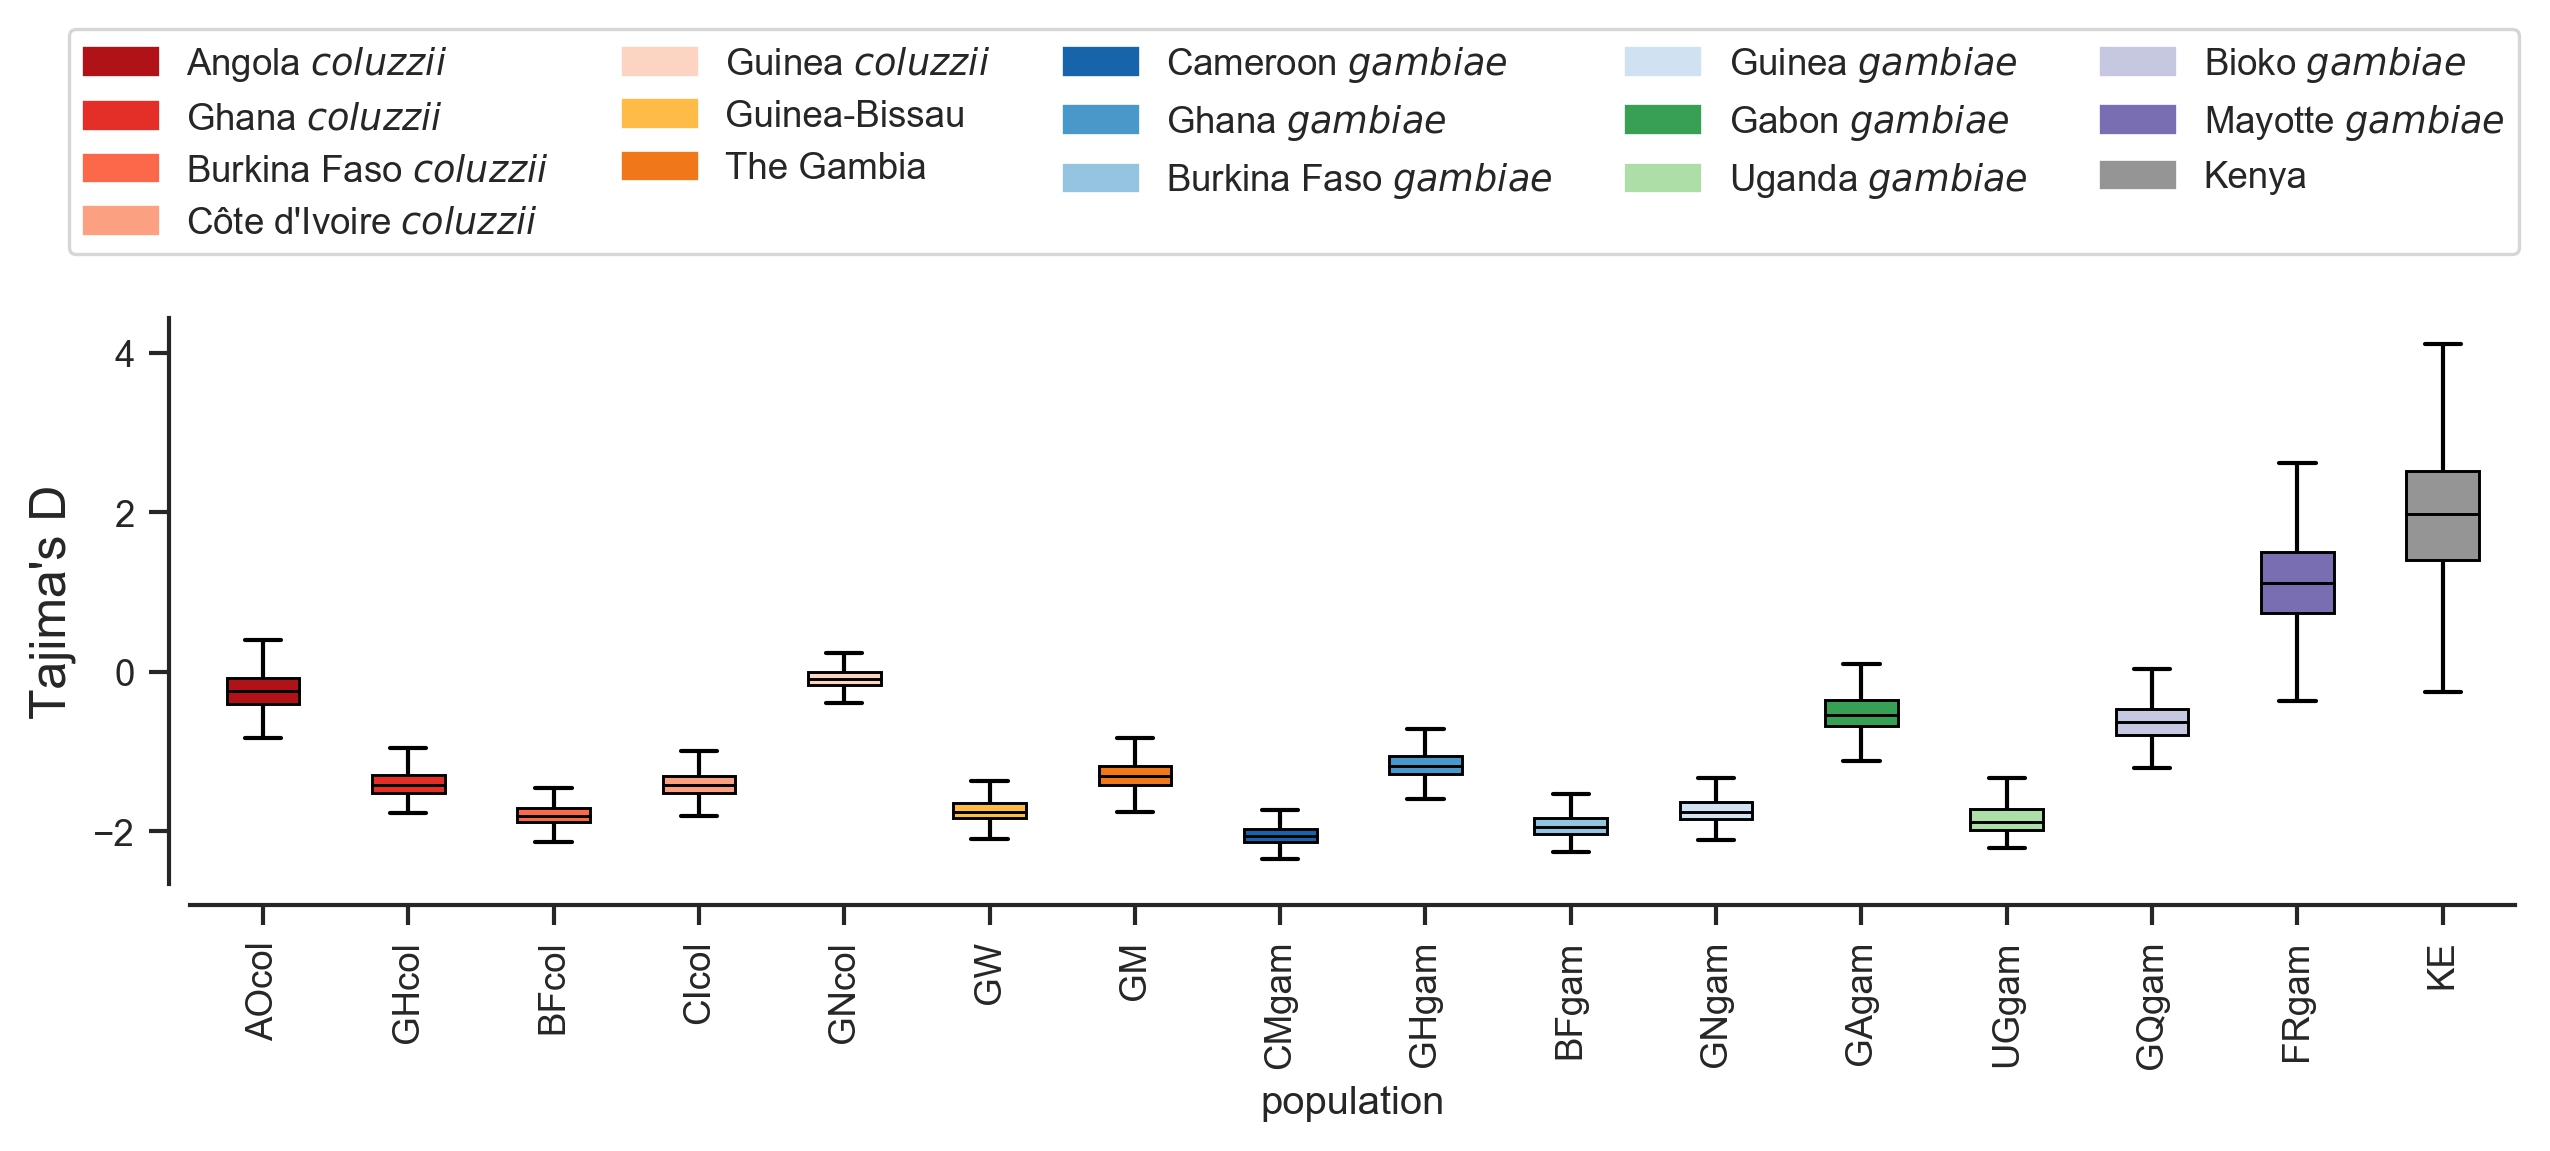 Angola coluzzii
Ghana coluzzii
Burkina Faso coluzzii
Côte d'Ivoire coluzzii
Guinea coluzzii
Guinea-Bissau
The Gambia
Cameroon gambiae
Ghana gambiae
Burkina Faso gambiae
Guinea gambiae
Gabon gambiae
Uganda gambiae
Bioko gambiae
Mayotte gambiae
Kenya
Tajima's D
4
2
0
−2
AOcol
GHcol
BFcol
CIcol
GNcol
GW
GM
CMgam
GHgam
BFgam
GNgam
GAgam
UGgam
GQgam
FRgam
KE
population